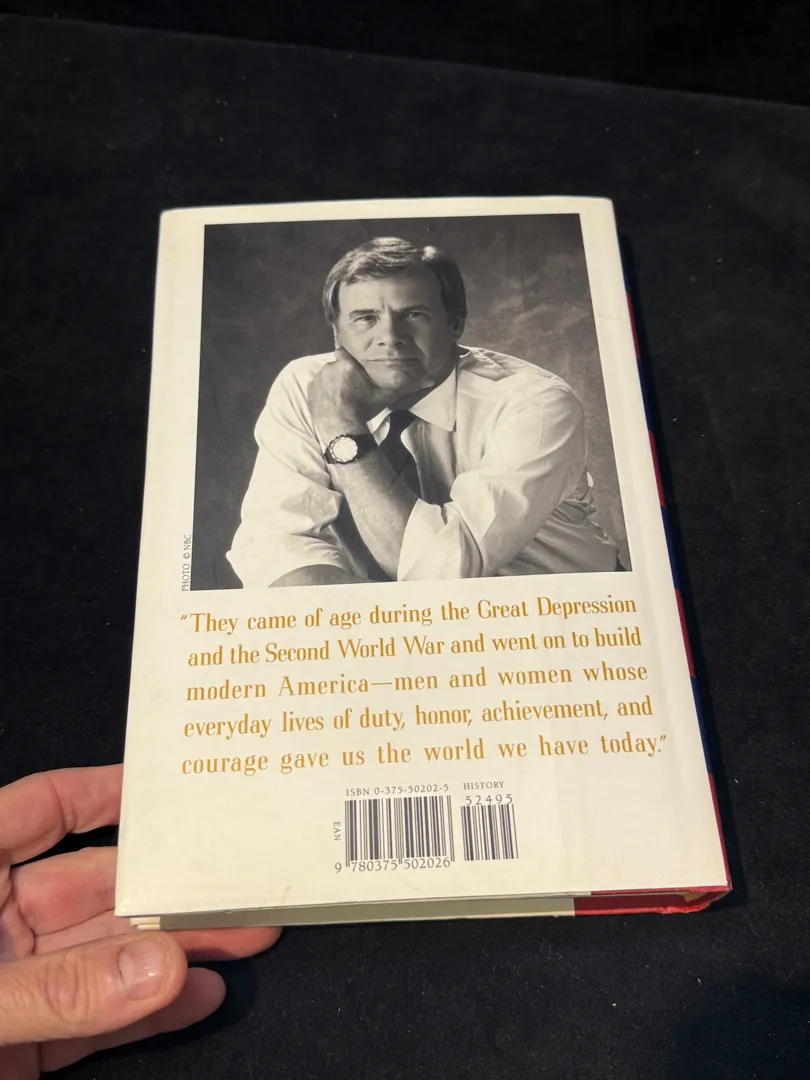 PHOTO: © NBC
“They came of age during the Great Depression
and the Second World War and went on to build
modern America—men and women whose
everyday lives of duty, honor, achievement, and
courage gave us the world we have today.”
ISBN 0-375-50202-5 HISTORY
52495
EAN
9 780375 502026